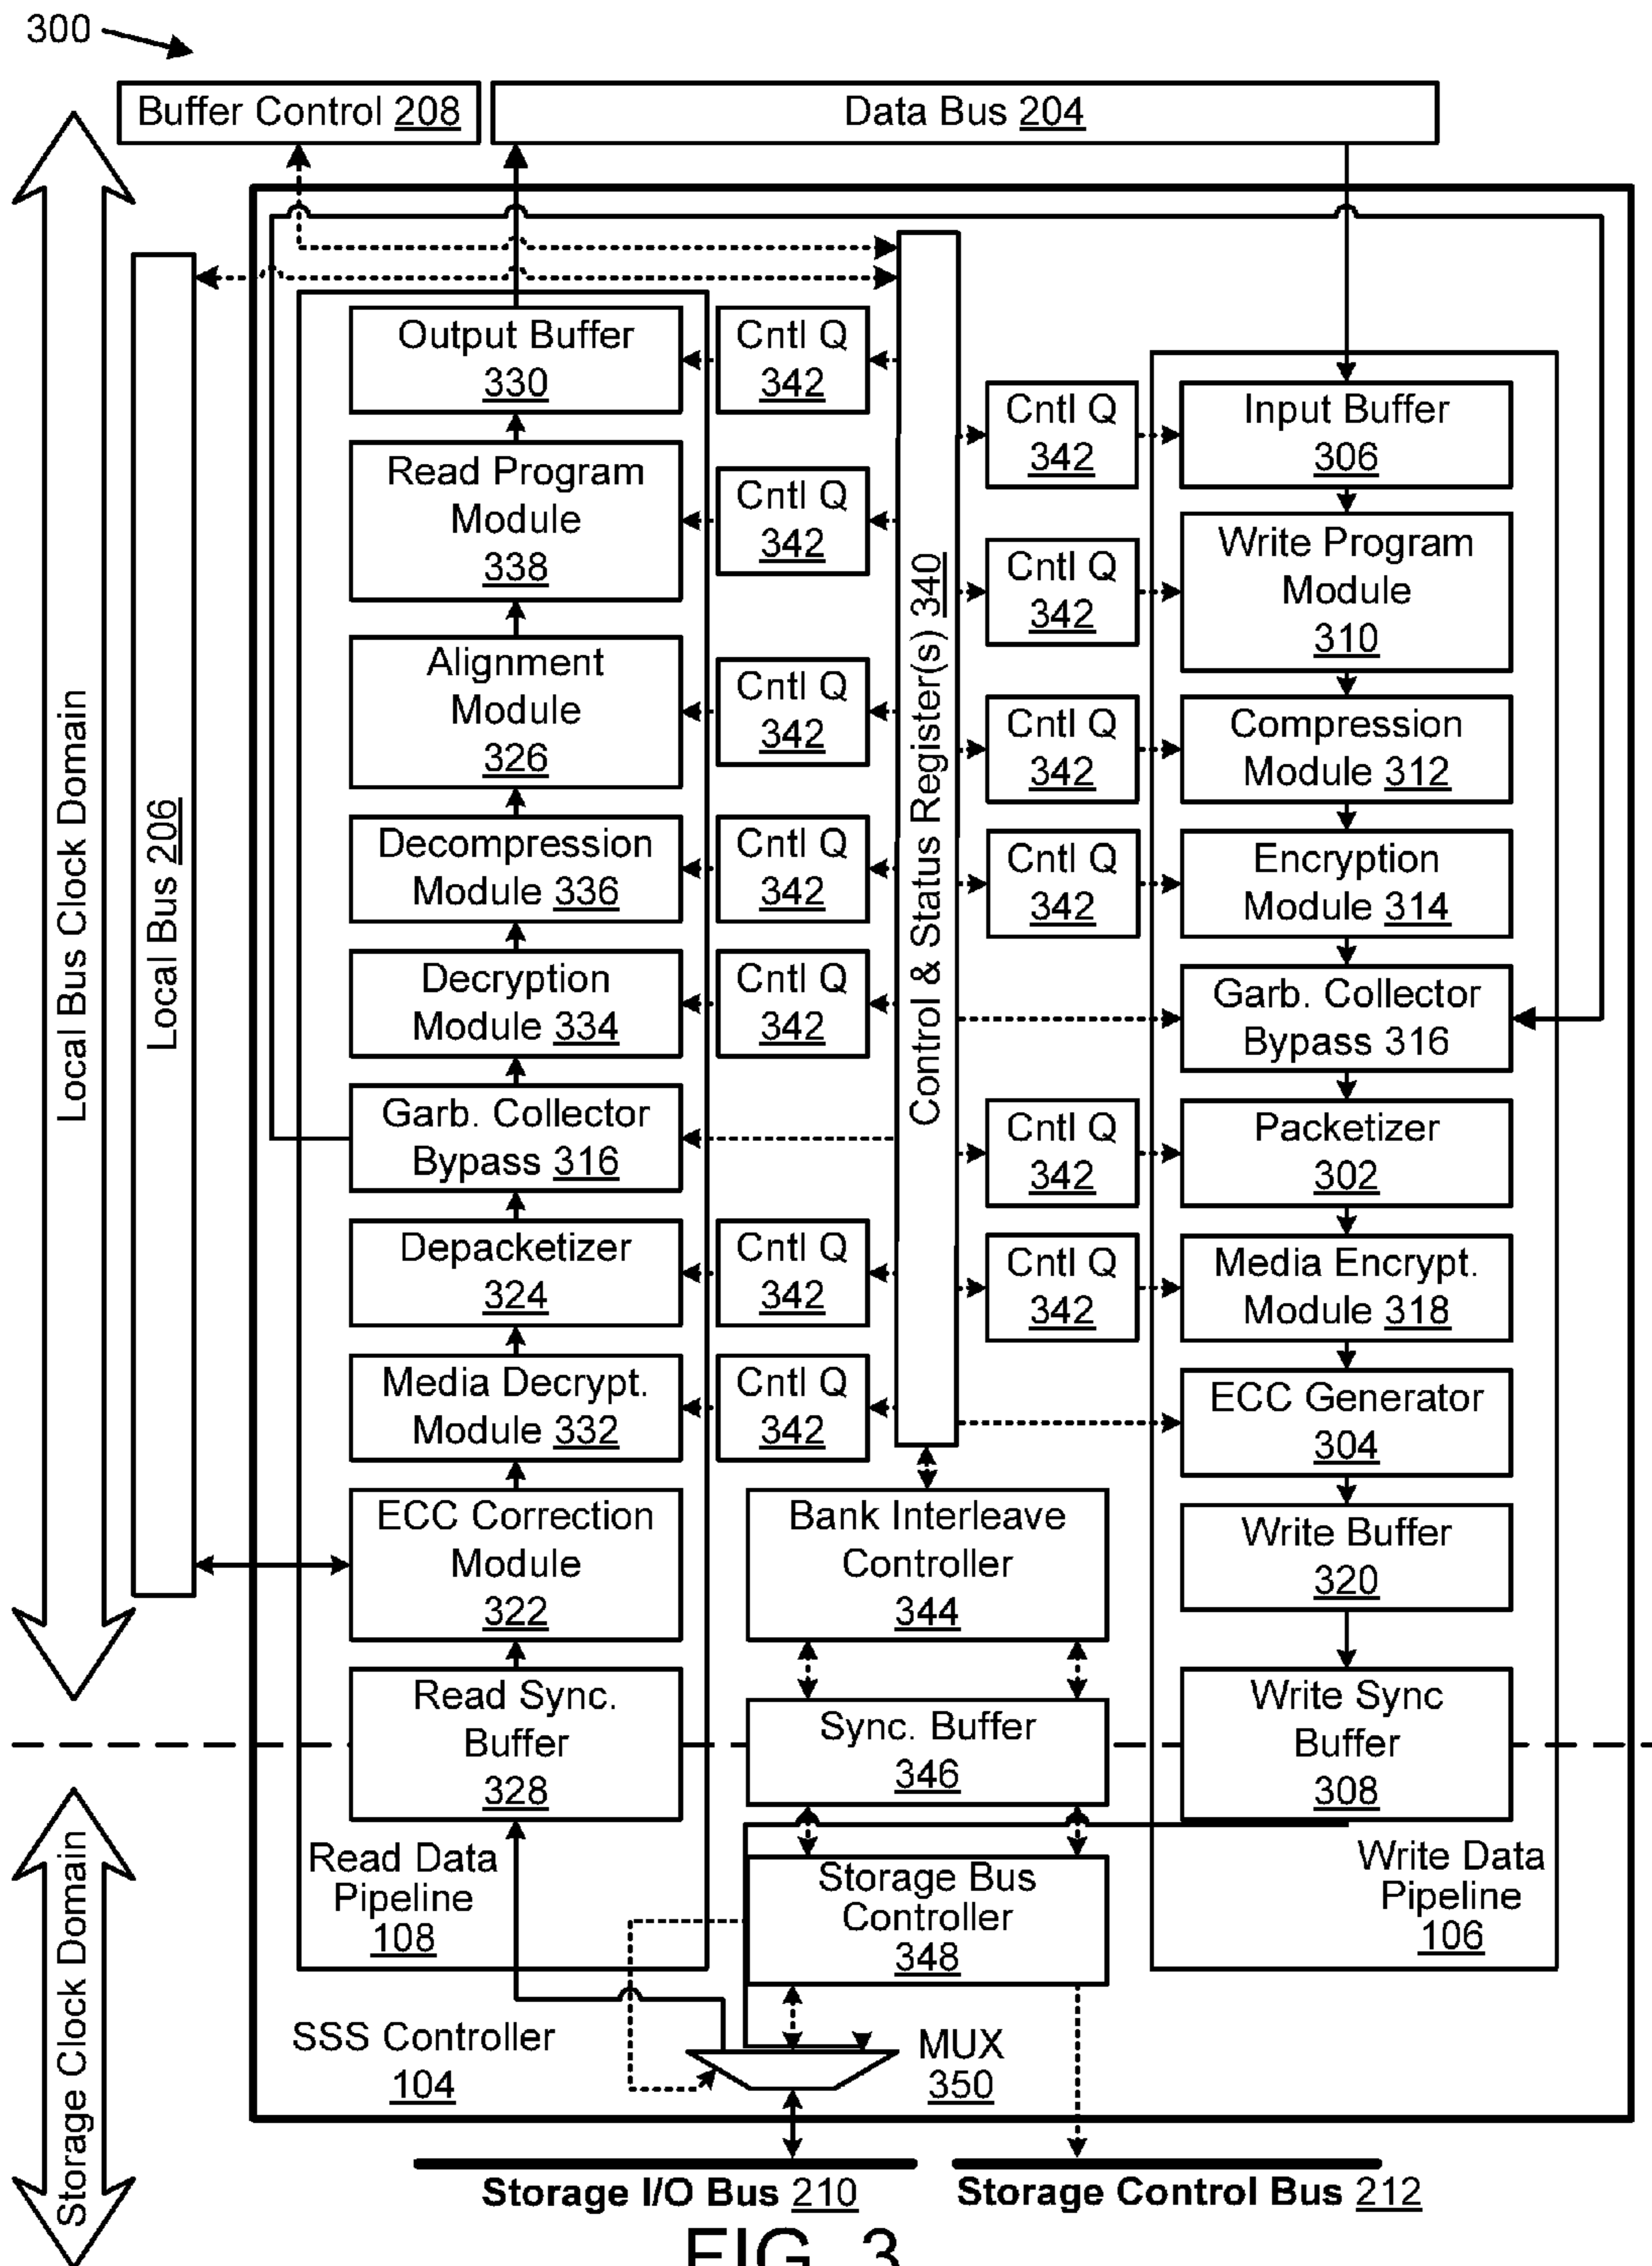 300
Buffer Control 208
Data Bus 204
Local Bus Clock Domain
Local Bus 206
Output Buffer
330
Read Program
Module
338
Alignment
Module
326
Decompression
Module 336
Decryption
Module 334
Garb. Collector
Bypass 316
Depacketizer
324
Media Decrypt.
Module 332
ECC Correction
Module
322
Read Sync.
Buffer
328
Read Data
Pipeline
108
Cntl Q
342
Cntl Q
342
Cntl Q
342
Cntl Q
342
Cntl Q
342
Cntl Q
342
Cntl Q
342
Control & Status Register(s) 340
Cntl Q
342
Cntl Q
342
Cntl Q
342
Cntl Q
342
Cntl Q
342
Cntl Q
342
Input Buffer
306
Write Program
Module
310
Compression
Module 312
Encryption
Module 314
Garb. Collector
Bypass 316
Packetizer
302
Media Encrypt.
Module 318
ECC Generator
304
Write Buffer
320
Write Sync
Buffer
308
Write Data
Pipeline
106
Bank Interleave
Controller
344
Sync. Buffer
346
Storage Bus
Controller
348
Storage Clock Domain
SSS Controller
104
MUX
350
Storage I/O Bus 210
Storage Control Bus 212
FIG. 3